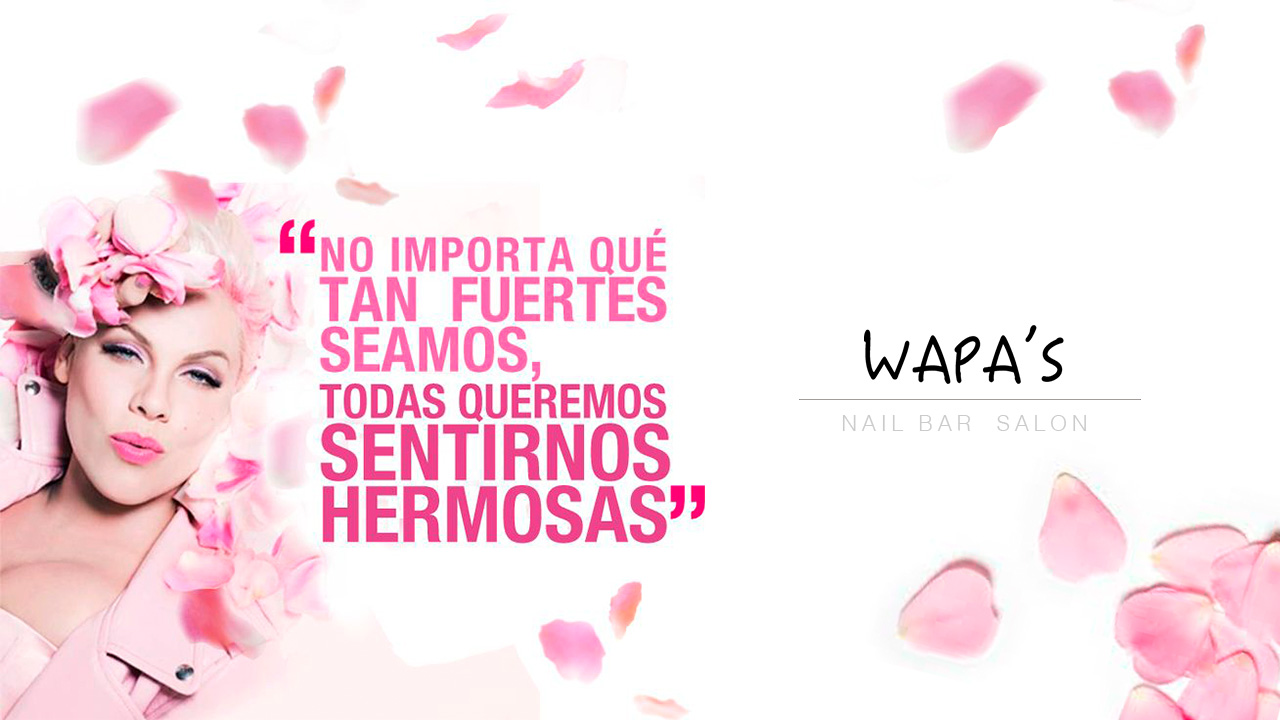 “NO IMPORTA QUÉ
TAN FUERTES
SEAMOS,
TODAS QUEREMOS
SENTIRNOS
HERMOSAS”
WAPA’S
NAIL BAR SALON